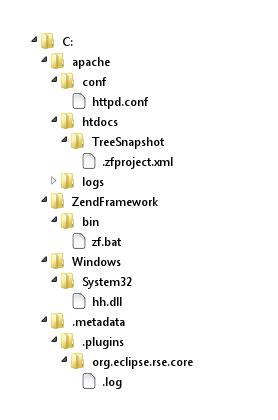 C:
apache
conf
httpd.conf
htdocs
TreeSnapshot
.zfproject.xml
logs
ZendFramework
bin
zf.bat
Windows
System32
hh.dll
.metadata
.plugins
org.eclipse.rse.core
.log